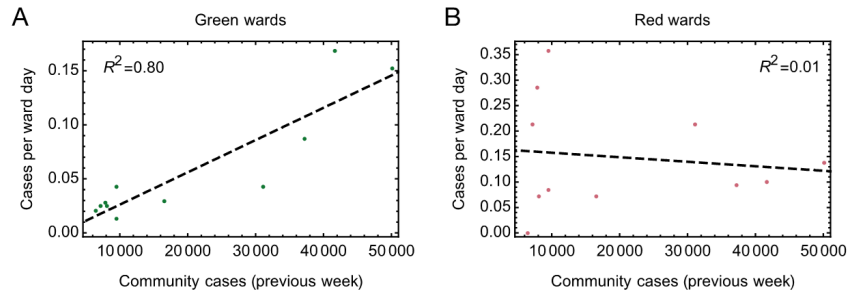 A
Green wards
Cases per ward day
R²=0.80
0.15
0.10
0.05
0.00
10 000 20 000 30 000 40 000 50 000
Community cases (previous week)
B
Red wards
Cases per ward day
R²=0.01
0.35
0.30
0.25
0.20
0.15
0.10
0.05
0.00
10 000 20 000 30 000 40 000 50 000
Community cases (previous week)